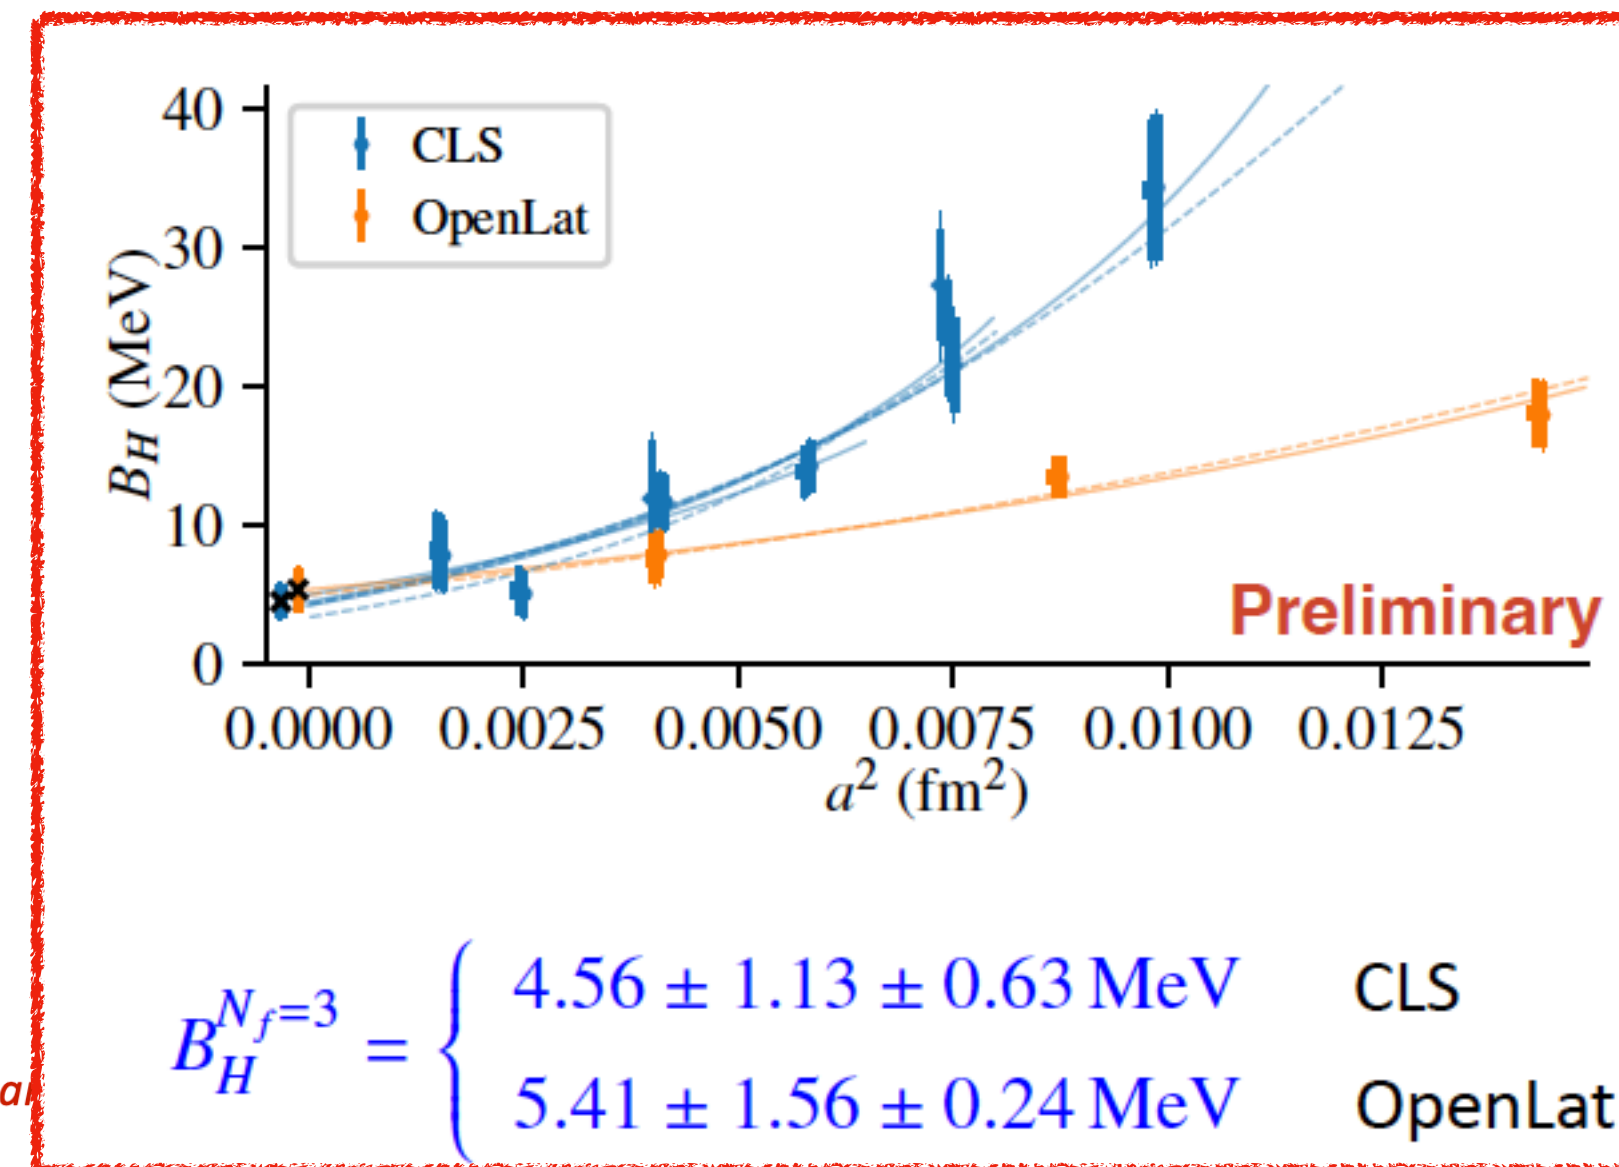 40
CLS
OpenLat
30
20
10
0
B_H (MeV)
Preliminary
0.0000 0.0025 0.0050 0.0075 0.0100 0.0125
a² (fm²)
B_H^{N_f=3} = {
4.56 ± 1.13 ± 0.63 MeV CLS
5.41 ± 1.56 ± 0.24 MeV OpenLat